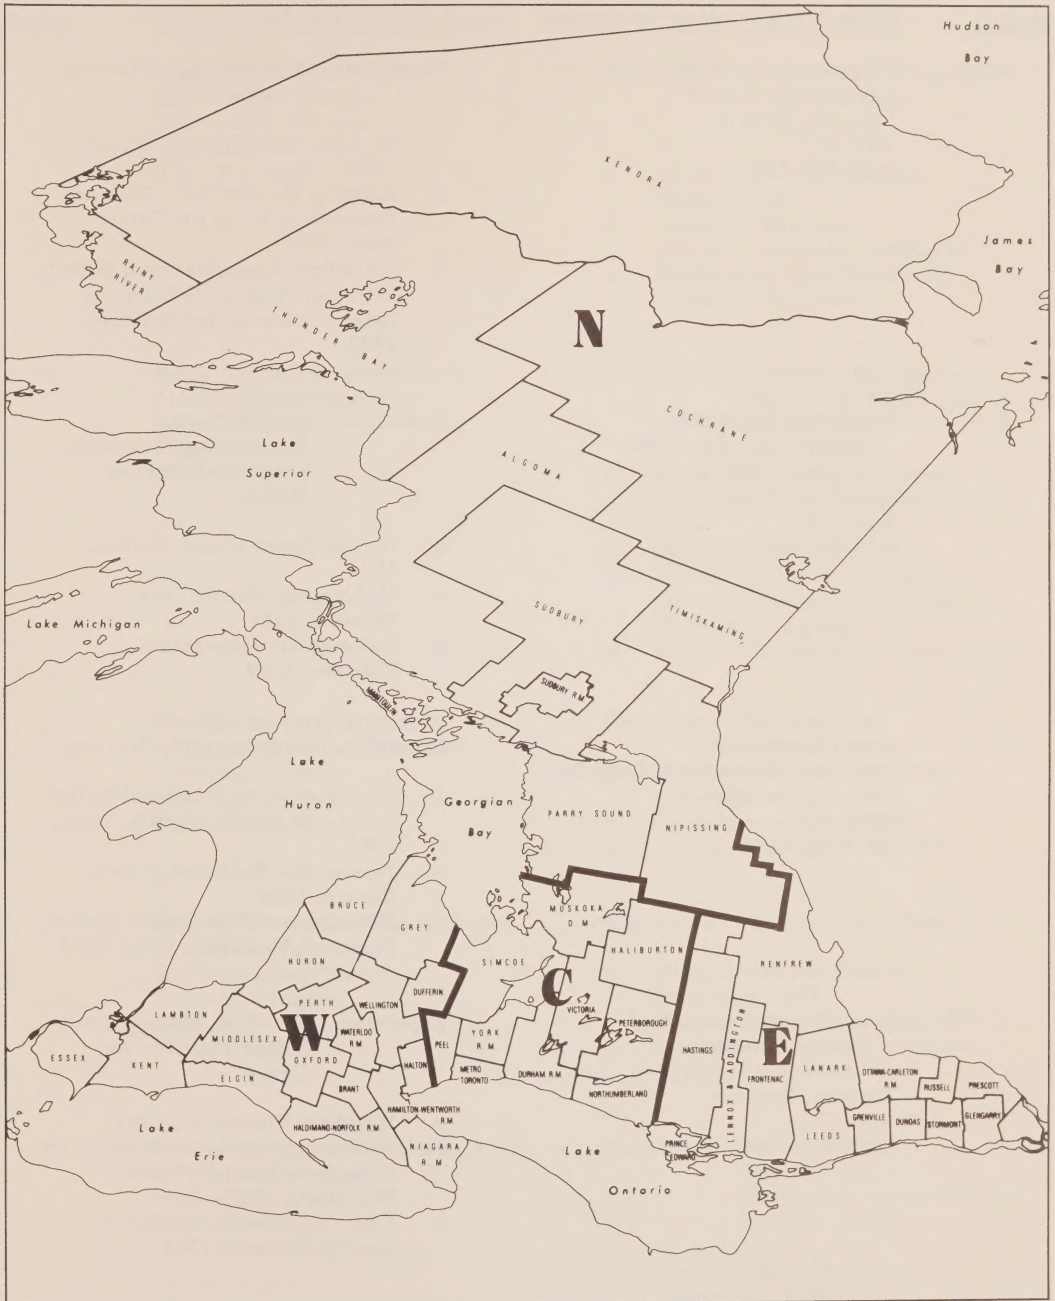 Hudson
Bay
KENORA
James
Bay
RAINY
RIVER
THUNDER BAY
N
COCHRANE
Lake
Superior
ALGOMA
SUDBURY
TIMISKAMING
Lake Michigan
SUDBURY R.M.
MANITOULIN
Lake
Huron
Georgian
Bay
PARRY SOUND
NIPISSING
BRUCE
GREY
MUSKOKA
D M
HALIBURTON
RENFREW
HURON
SIMCOE
DUFFERIN
C
LAMBTON
PERTH
WELLINGTON
VICTORIA
PETERBOROUGH
W
MIDDLESEX
WATERLOO
R.M.
YORK
R M.
PEEL
E
HASTINGS
LENNOX & ADDINGTON
FRONTENAC
LANARK
OTTAWA-CARLETON
R.M.
RUSSELL
PRESCOTT
ESSEX
KENT
OXFORD
HALTON
METRO
TORONTO
DURHAM R.M.
ELGIN
BRANT
NORTHUMBERLAND
HAMILTON-WENTWORTH
R.M.
HALDIMAND-NORFOLK R.M
NIAGARA
R M.
LEEDS
GRENVILLE
DUNDAS
STORMONT
GLENGARRY
PRINCE
EDWARD
Lake
Erie
Lake
Ontario